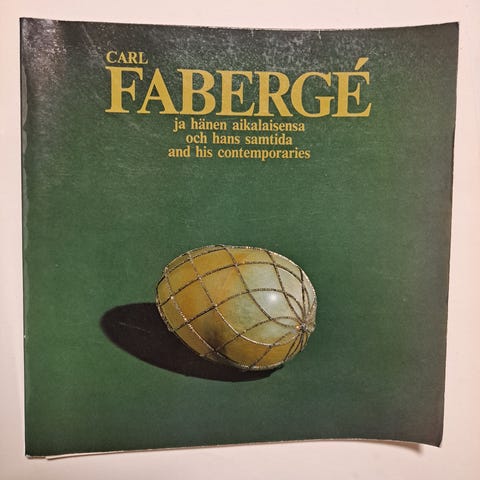 CARL
FABERGÉ
ja hänen aikalaisensa
och hans samtida
and his contemporaries